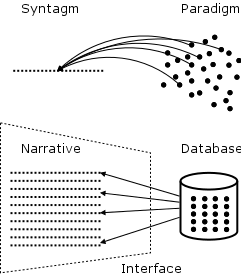 Syntagm
Paradigm
Narrative
Database
Interface